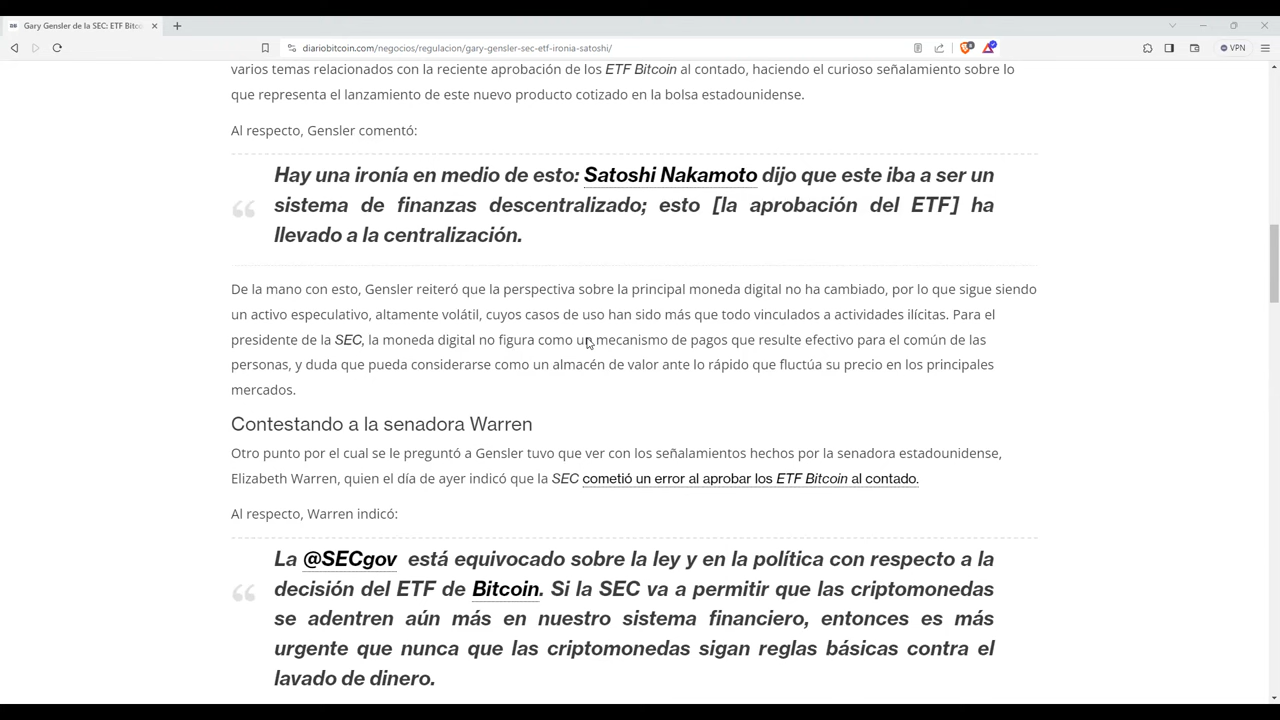 Gary Gensler de la SEC: ETF Bitco
diariobitcoin.com/negocios/regulacion/gary-gensler-sec-etf-ironia-satoshi/
VPN
varios temas relacionados con la reciente aprobación de los ETF Bitcoin al contado, haciendo el curioso señalamiento sobre lo
que representa el lanzamiento de este nuevo producto cotizado en la bolsa estadounidense.
Al respecto, Gensler comentó:
Hay una ironía en medio de esto: Satoshi Nakamoto dijo que este iba a ser un
sistema de finanzas descentralizado; esto [la aprobación del ETF] ha
llevado a la centralización.
De la mano con esto, Gensler reiteró que la perspectiva sobre la principal moneda digital no ha cambiado, por lo que sigue siendo
un activo especulativo, altamente volátil, cuyos casos de uso han sido más que todo vinculados a actividades ilícitas. Para el
presidente de la SEC, la moneda digital no figura como un mecanismo de pagos que resulte efectivo para el común de las
personas, y duda que pueda considerarse como un almacén de valor ante lo rápido que fluctúa su precio en los principales
mercados.
Contestando a la senadora Warren
Otro punto por el cual se le preguntó a Gensler tuvo que ver con los señalamientos hechos por la senadora estadounidense,
Elizabeth Warren, quien el día de ayer indicó que la SEC cometió un error al aprobar los ETF Bitcoin al contado.
Al respecto, Warren indicó:
La @SECgov está equivocado sobre la ley y en la política con respecto a la
decisión del ETF de Bitcoin. Si la SEC va a permitir que las criptomonedas
se adentren aún más en nuestro sistema financiero, entonces es más
urgente que nunca que las criptomonedas sigan reglas básicas contra el
lavado de dinero.